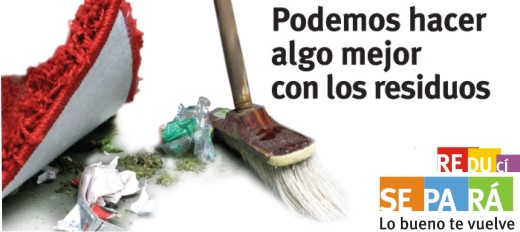 Podemos hacer
algo mejor
con los residuos
REDUCÍ
SEPARÁ
Lo bueno te vuelve